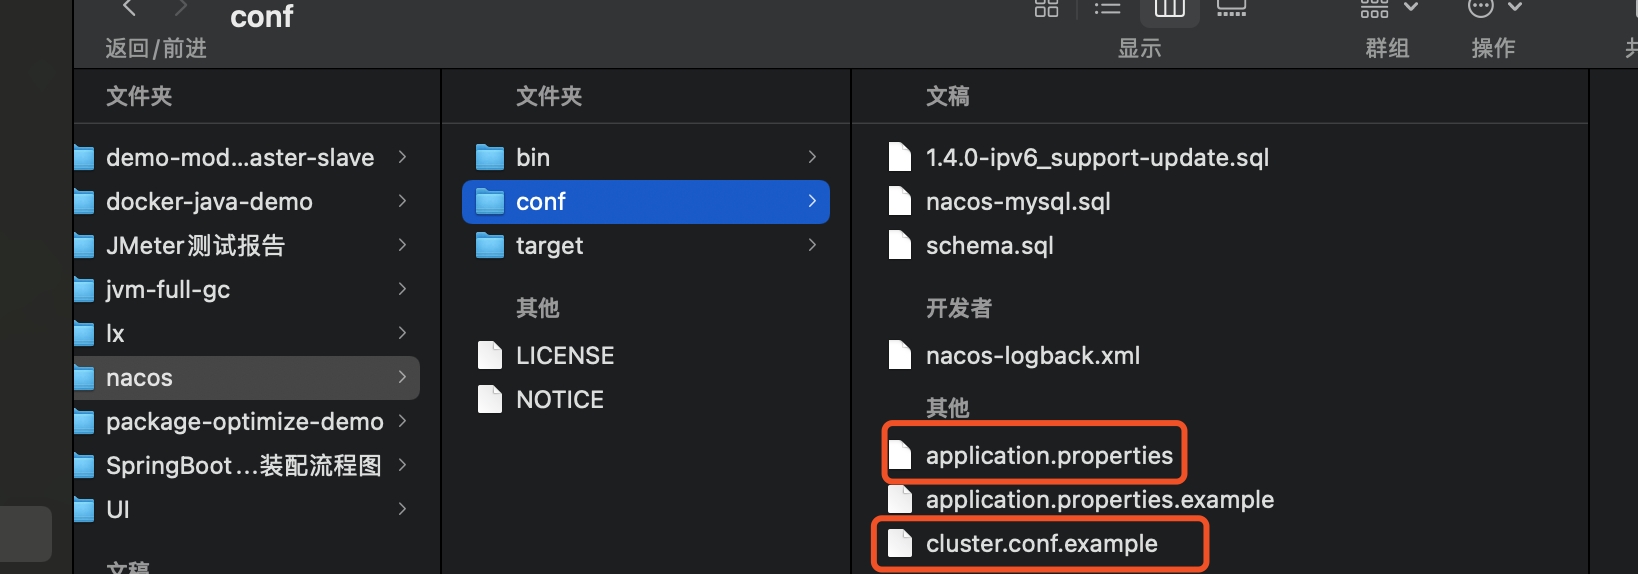 conf
返回/前进
显示
群组
操作
文件夹
demo-mod...aster-slave
docker-java-demo
JMeter测试报告
jvm-full-gc
lx
nacos
package-optimize-demo
SpringBoot...装配流程图
UI
文稿
文件夹
bin
conf
target
其他
LICENSE
NOTICE
文稿
1.4.0-ipv6_support-update.sql
nacos-mysql.sql
schema.sql
开发者
nacos-logback.xml
其他
application.properties
application.properties.example
cluster.conf.example